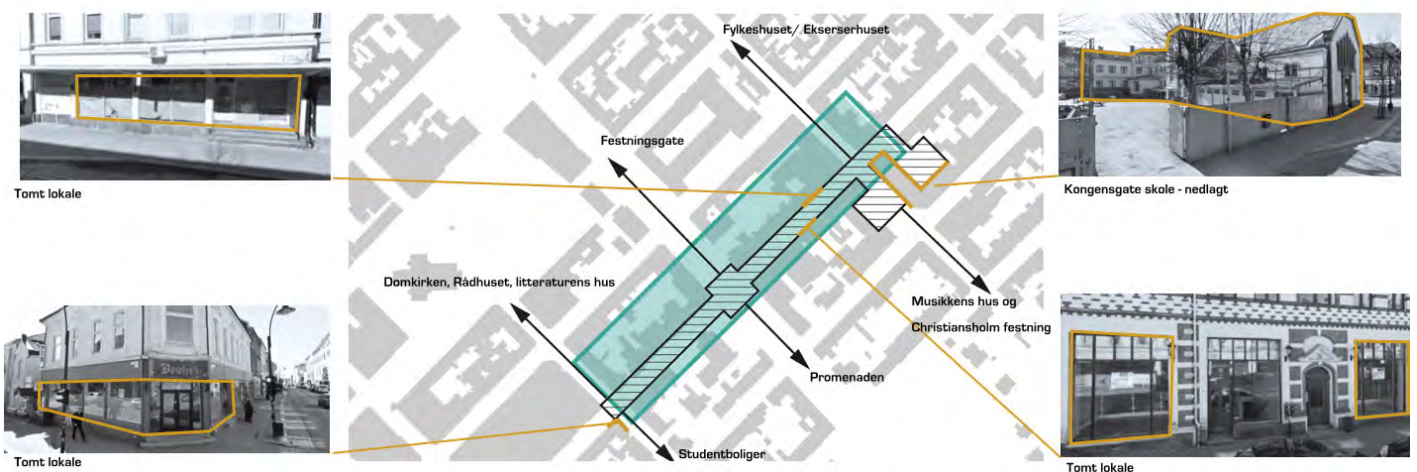 Fylkeshuset/ Ekserserhuset
Festningsgate
Tomt lokale
Kongensgate skole - nedlagt
Domkirken, Rådhuset, litteraturens hus
Musikkens hus og
Christiansholm festning
Promenaden
Studentboliger
Tomt lokale
Tomt lokale